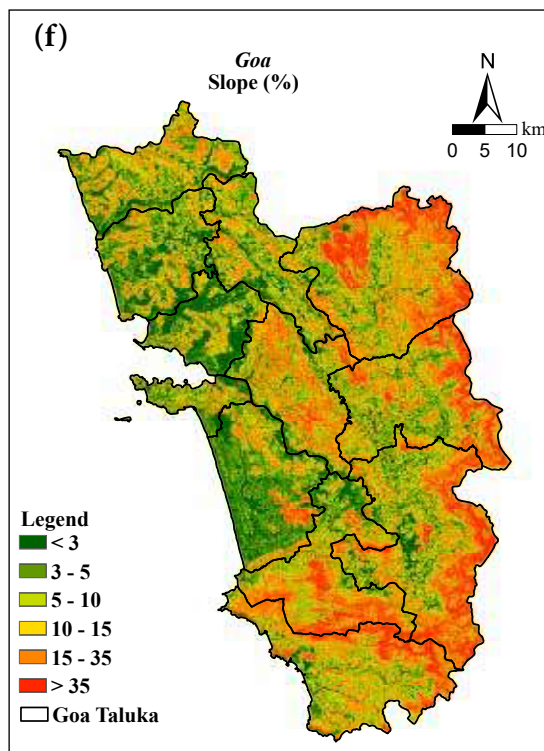 (f)
Goa
Slope (%)
N
km
0 5 10
Legend
< 3
3 - 5
5 - 10
10 - 15
15 - 35
> 35
Goa Taluka